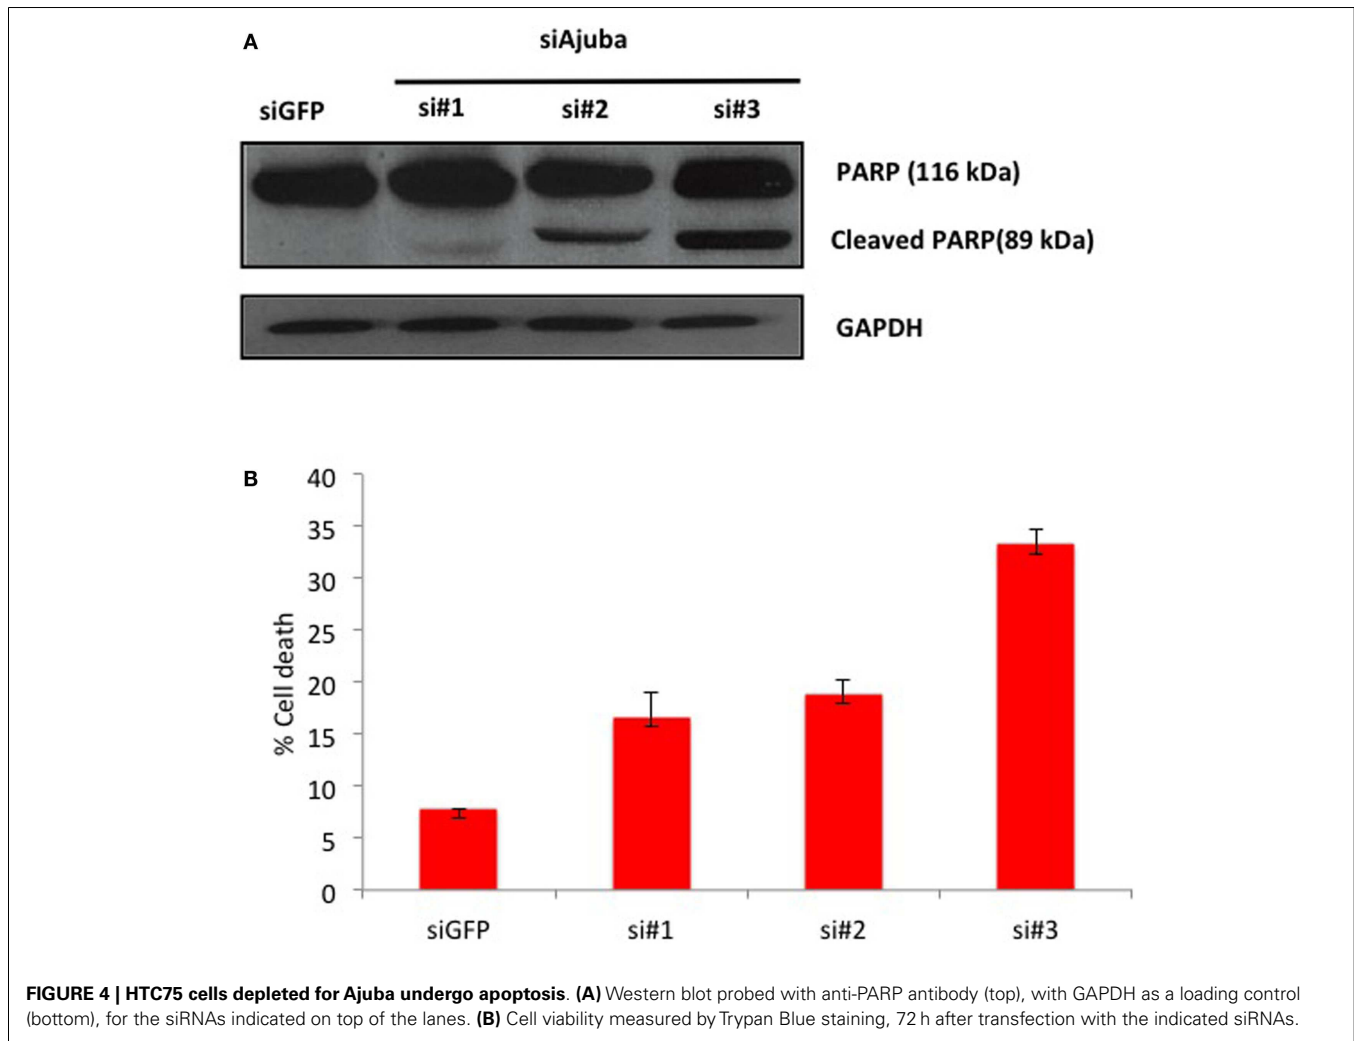 A
siAjuba
siGFP si#1 si#2 si#3
PARP (116 kDa)
Cleaved PARP(89 kDa)
GAPDH
B
40
35
30
25
20
15
10
5
0
% Cell death
siGFP si#1 si#2 si#3
FIGURE 4 | HTC75 cells depleted for Ajuba undergo apoptosis. (A) Western blot probed with anti-PARP antibody (top), with GAPDH as a loading control
(bottom), for the siRNAs indicated on top of the lanes. (B) Cell viability measured by Trypan Blue staining, 72 h after transfection with the indicated siRNAs.